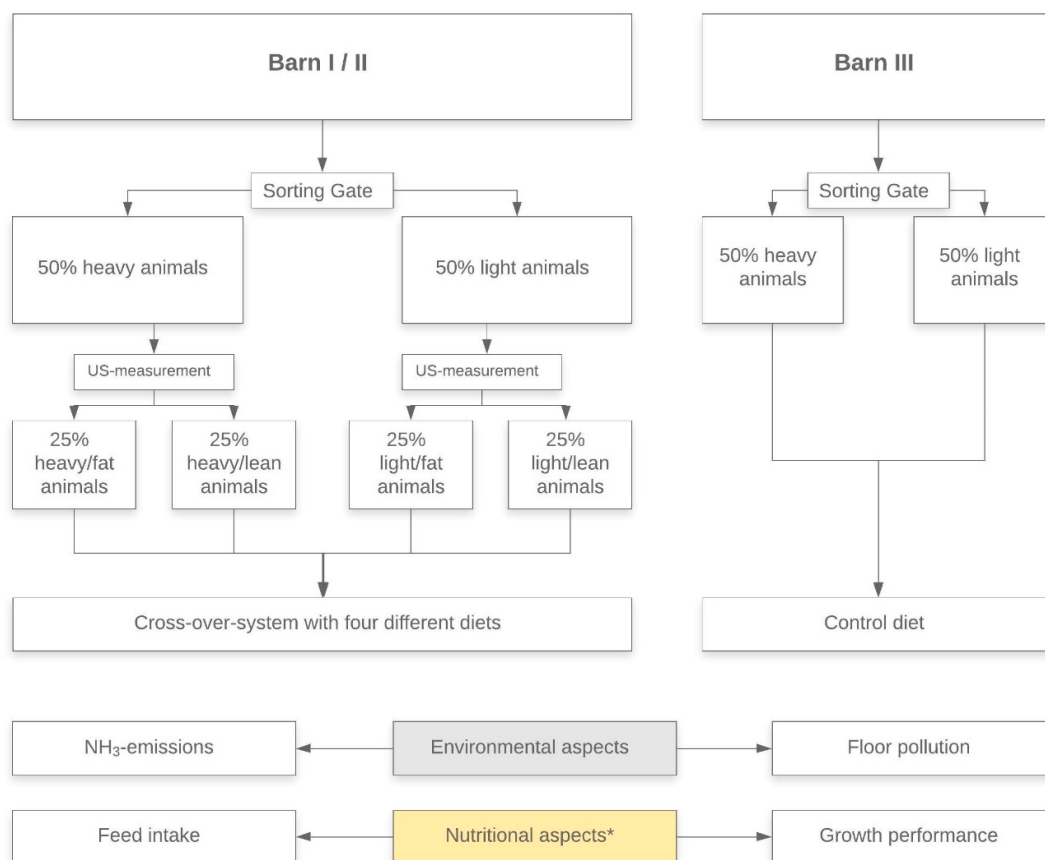 Barn I / II
Barn III
Sorting Gate
Sorting Gate
50% heavy animals
50% light animals
50% heavy
animals
50% light
animals
US-measurement
US-measurement
25%
heavy/fat
animals
25%
heavy/lean
animals
25%
light/fat
animals
25%
light/lean
animals
Cross-over-system with four different diets
Control diet
NH₃-emissions
Environmental aspects
Floor pollution
Feed intake
Nutritional aspects*
Growth performance